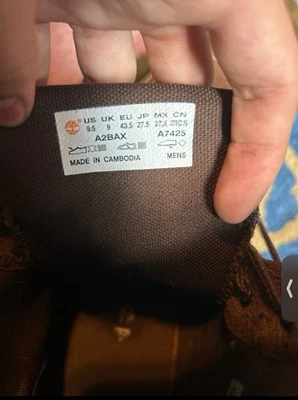 US UK EU JP MX CN
9.5 9 43.5 27.5 27.5
A2BAX A7425
MADE IN CAMBODIA MENS